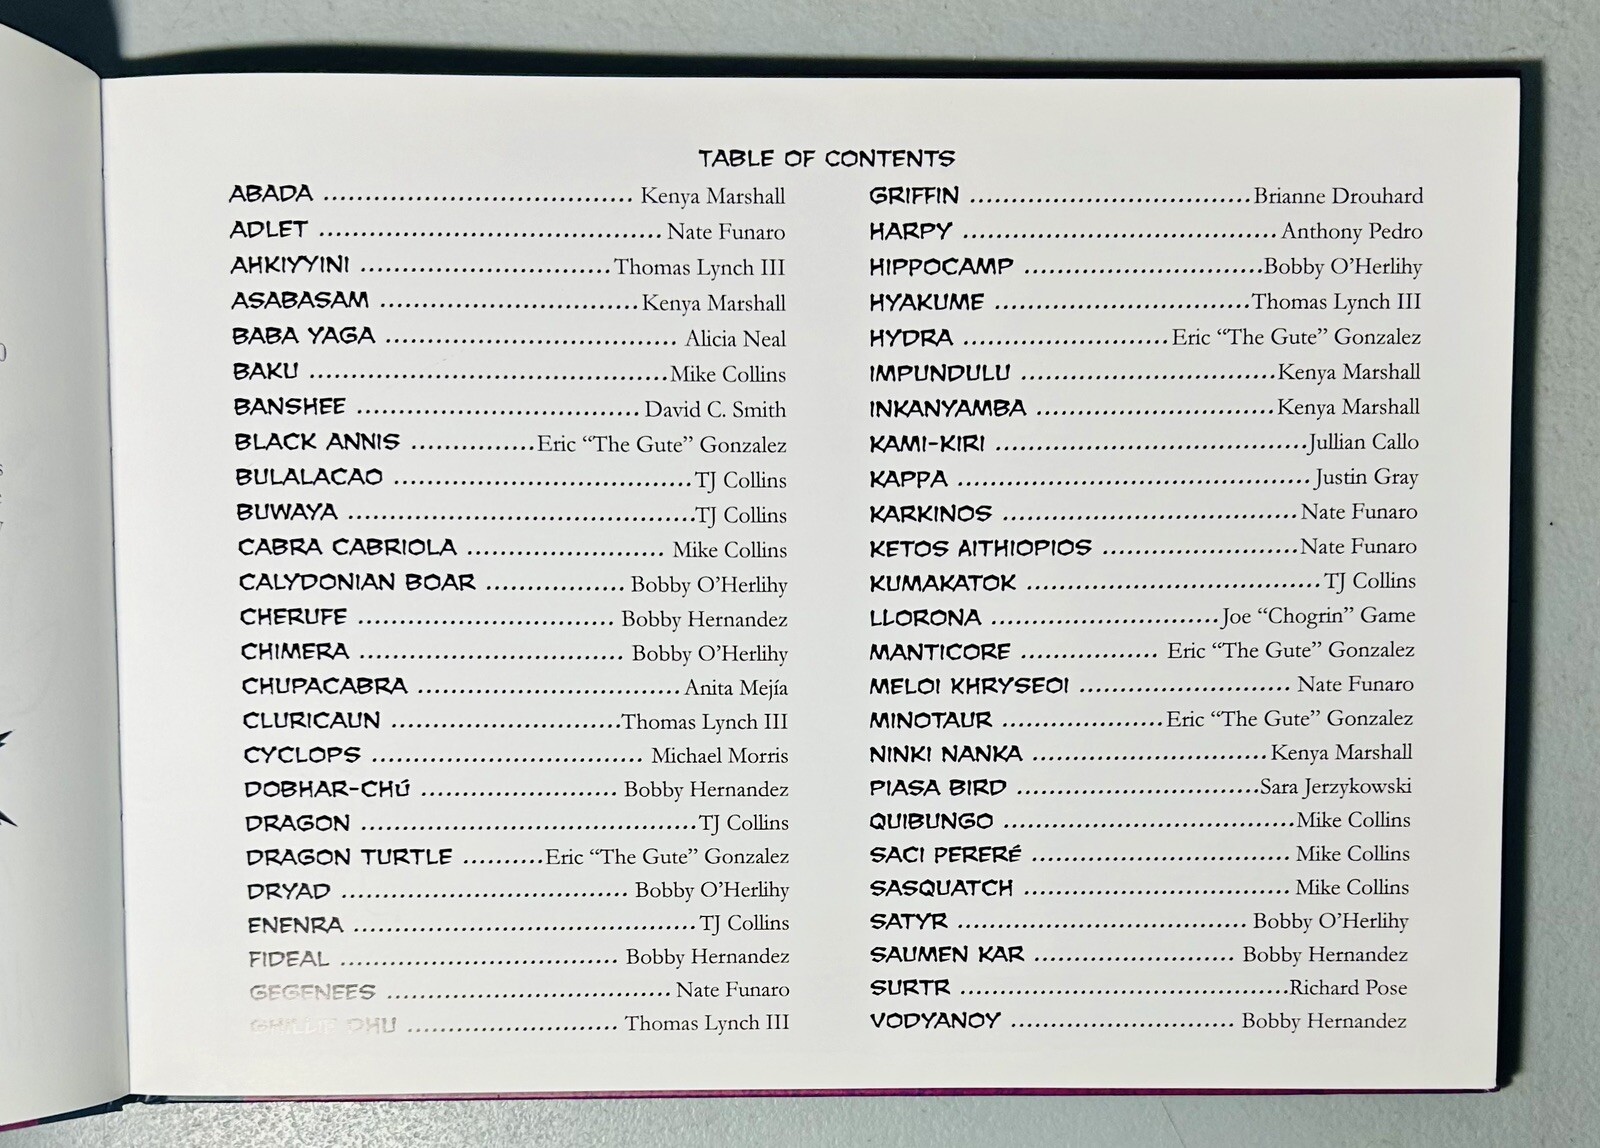 TABLE OF CONTENTS
ABADA ..................................... Kenya Marshall
ADLET ......................................... Nate Funaro
AHKIYYINI ..............................Thomas Lynch III
ASABASAM ...............................Kenya Marshall
BABA YAGA ................................... Alicia Neal
BAKU ...........................................Mike Collins
BANSHEE .................................. David C. Smith
BLACK ANNIS ...............Eric “The Gute” Gonzalez
BULALACAO ....................................TJ Collins
BUWAYA ..........................................TJ Collins
CABRA CABRIOLA ........................ Mike Collins
CALYDONIAN BOAR ................. Bobby O’Herlihy
CHERUFE ............................... Bobby Hernandez
CHIMERA ................................ Bobby O’Herlihy
CHUPACABRA ................................Anita Mejía
CLURICAUN ............................Thomas Lynch III
CYCLOPS ................................. Michael Morris
DOBHAR-CHÚ ........................ Bobby Hernandez
DRAGON .........................................TJ Collins
DRAGON TURTLE ..........Eric “The Gute” Gonzalez
DRYAD ................................... Bobby O’Herlihy
ENENRA ......................................... TJ Collins
FIDEAL .................................. Bobby Hernandez
GEGENEES .................................. Nate Funaro
GHILLIE DHU .......................... Thomas Lynch III
GRIFFIN ..................................Brianne Drouhard
HARPY ...................................... Anthony Pedro
HIPPOCAMP .............................Bobby O’Herlihy
HYAKUME ...............................Thomas Lynch III
HYDRA .........................Eric “The Gute” Gonzalez
IMPUNDULU ...............................Kenya Marshall
INKANYAMBA .............................Kenya Marshall
KAMI-KIRI ......................................Jullian Callo
KAPPA ........................................... Justin Gray
KARKINOS ....................................Nate Funaro
KETOS AITHIOPIOS ........................Nate Funaro
KUMAKATOK .................................... TJ Collins
LLORONA ............................Joe “Chogrin” Game
MANTICORE ................. Eric “The Gute” Gonzalez
MELOI KHRYSEOI .......................... Nate Funaro
MINOTAUR ....................Eric “The Gute” Gonzalez
NINKI NANKA .............................Kenya Marshall
PIASA BIRD ..............................Sara Jerzykowski
QUIBUNGO ...................................Mike Collins
SACI PERERÉ ................................ Mike Collins
SASQUATCH ................................. Mike Collins
SATYR .................................... Bobby O’Herlihy
SAUMEN KAR ......................... Bobby Hernandez
SURTR ........................................Richard Pose
VODYANOY ............................ Bobby Hernandez